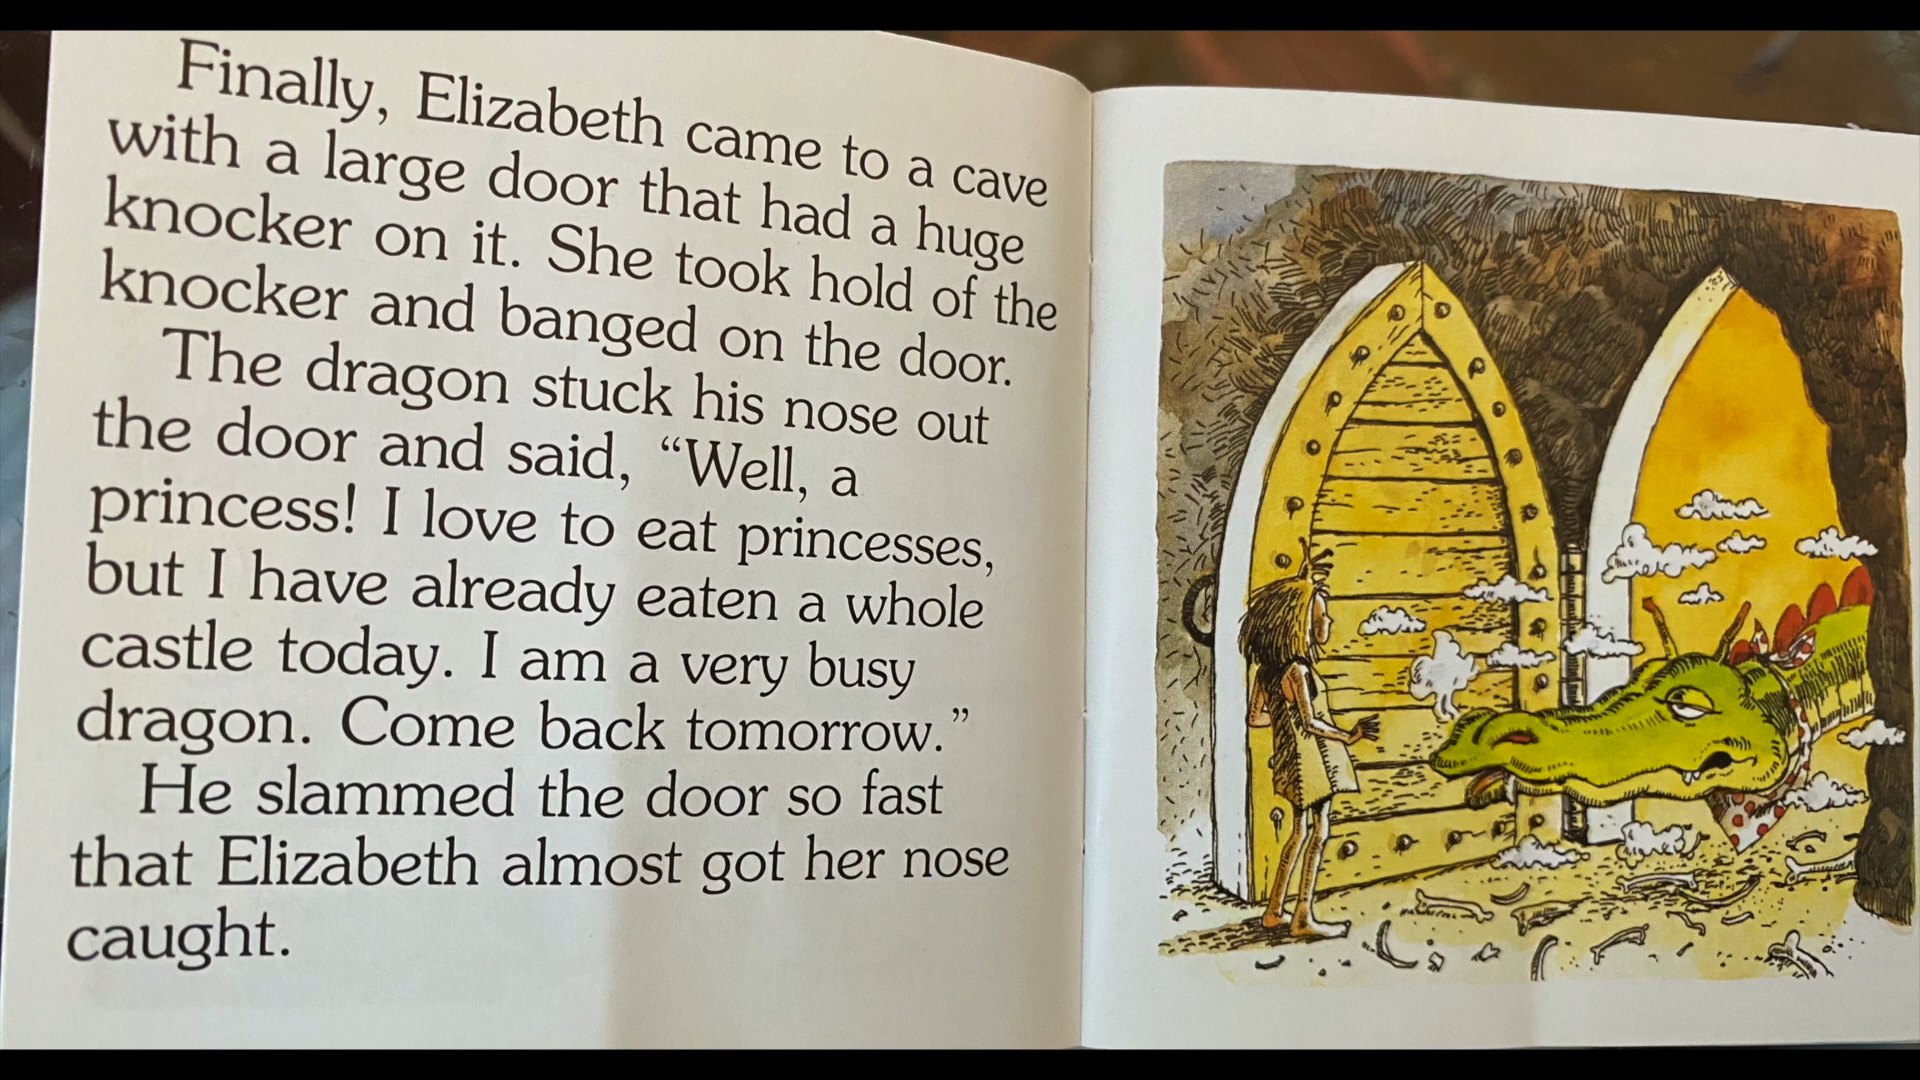 Finally, Elizabeth came to a cave
with a large door that had a huge
knocker on it. She took hold of the
knocker and banged on the door.
The dragon stuck his nose out
the door and said, “Well, a
princess! I love to eat princesses,
but I have already eaten a whole
castle today. I am a very busy
dragon. Come back tomorrow.”
He slammed the door so fast
that Elizabeth almost got her nose
caught.